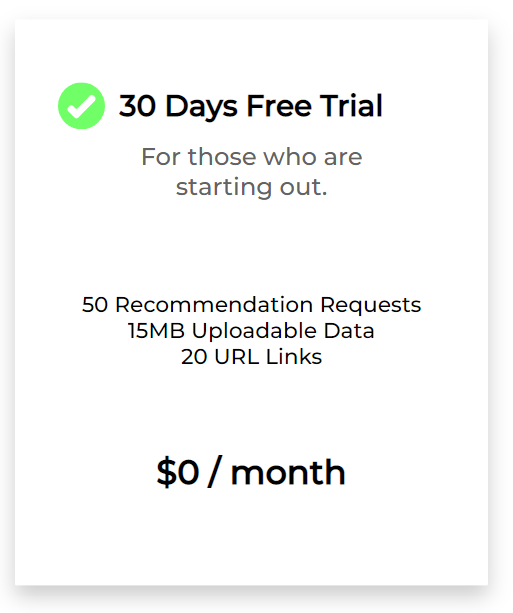 30 Days Free Trial
For those who are
starting out.
50 Recommendation Requests
15MB Uploadable Data
20 URL Links
$0 / month